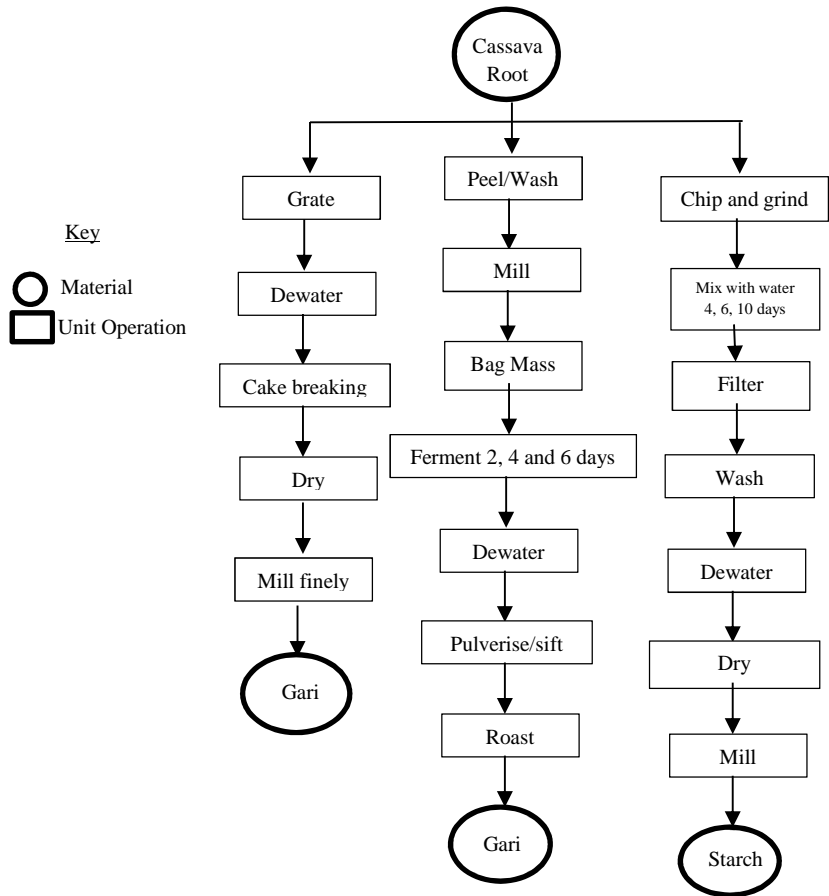 Cassava
Root
Grate
Dewater
Cake breaking
Dry
Mill finely
Gari
Peel/Wash
Mill
Bag Mass
Ferment 2, 4 and 6 days
Dewater
Pulverise/sift
Roast
Gari
Chip and grind
Mix with water
4, 6, 10 days
Filter
Wash
Dewater
Dry
Mill
Starch
Key
Material
Unit Operation